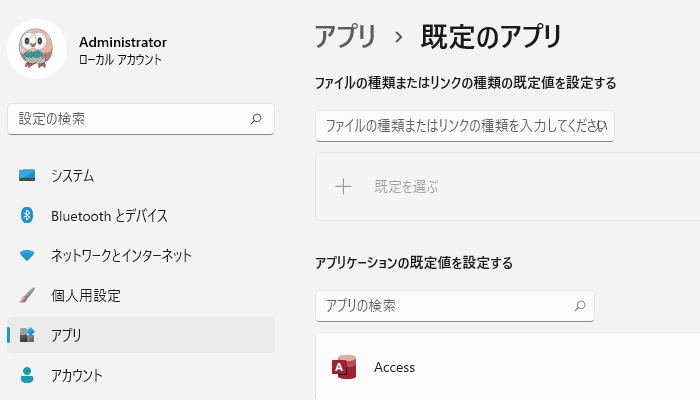 Administrator
ローカル アカウント
設定の検索
システム
Bluetooth とデバイス
ネットワークとインターネット
個人用設定
アプリ
アカウント
アプリ › 既定のアプリ
ファイルの種類またはリンクの種類の既定値を設定する
ファイルの種類またはリンクの種類を入力してください
既定を選ぶ
アプリケーションの既定値を設定する
アプリの検索
A
Access